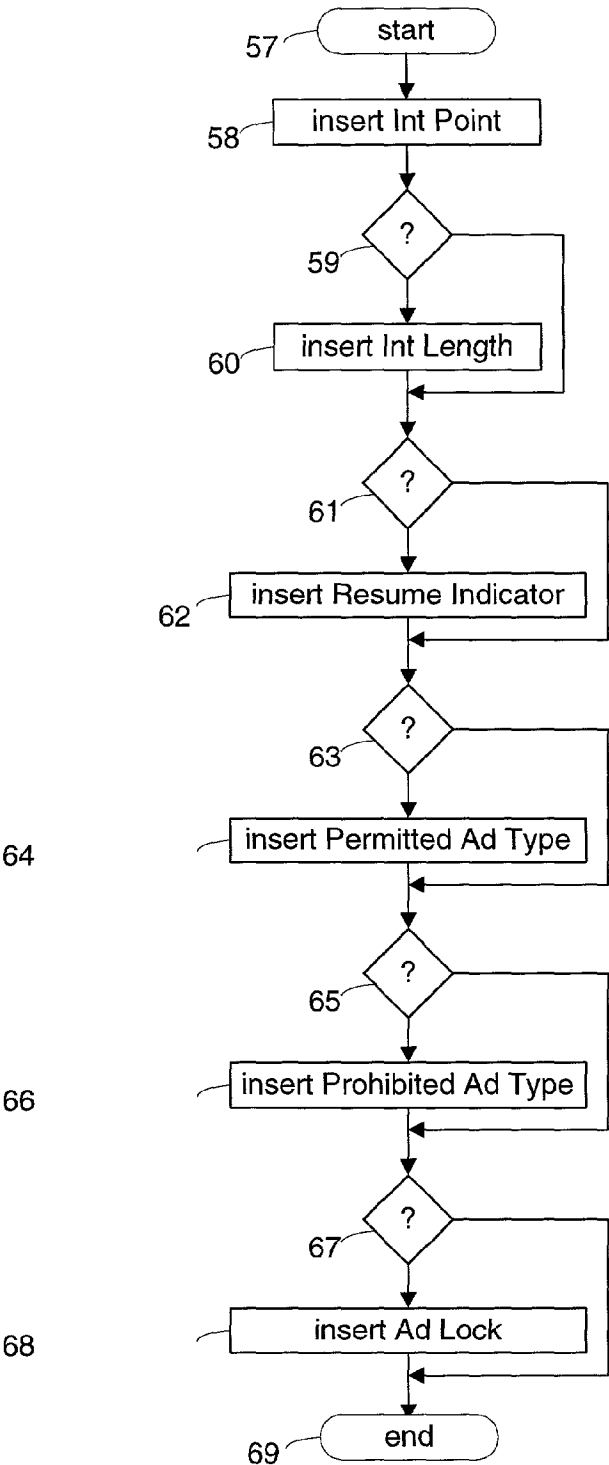 start
57
insert Int Point
58
?
59
insert Int Length
60
?
61
insert Resume Indicator
62
?
63
insert Permitted Ad Type
64
?
65
insert Prohibited Ad Type
66
?
67
insert Ad Lock
68
end
69